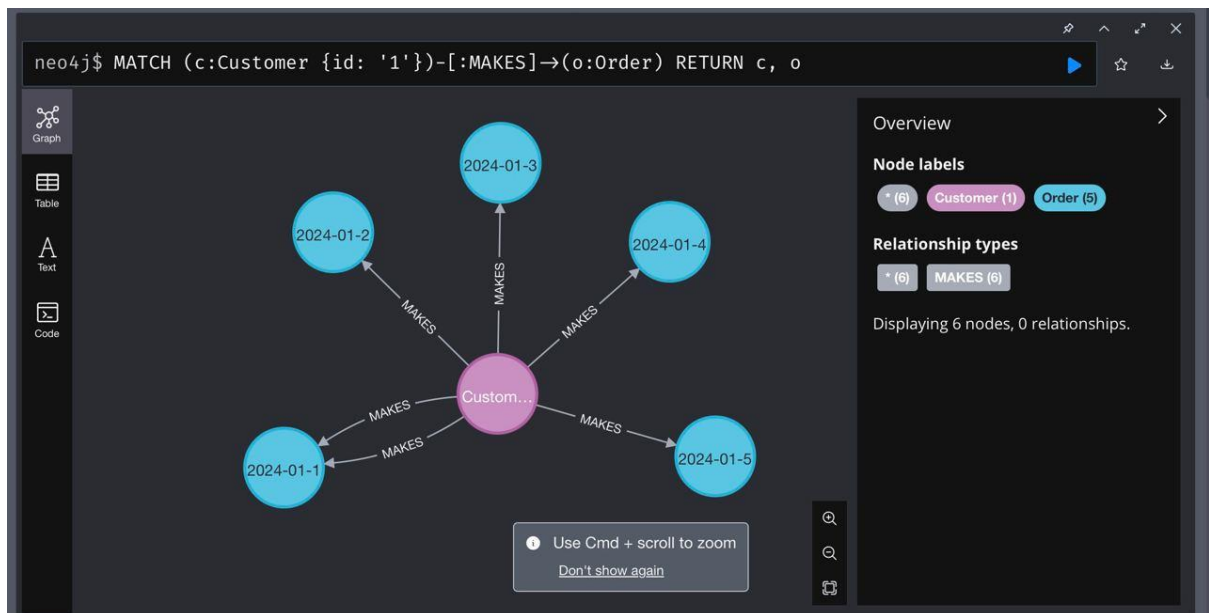 neo4j$ MATCH (c:Customer {id: '1'})-[:MAKES]→(o:Order) RETURN c, o
Graph
Table
A
Text
Code
2024-01-3
2024-01-2
2024-01-4
MAKES
MAKES
MAKES
Custom...
MAKES
MAKES
MAKES
2024-01-1
2024-01-5
Use Cmd + scroll to zoom
Don't show again
Overview
Node labels
* (6) Customer (1) Order (5)
Relationship types
* (6) MAKES (6)
Displaying 6 nodes, 0 relationships.